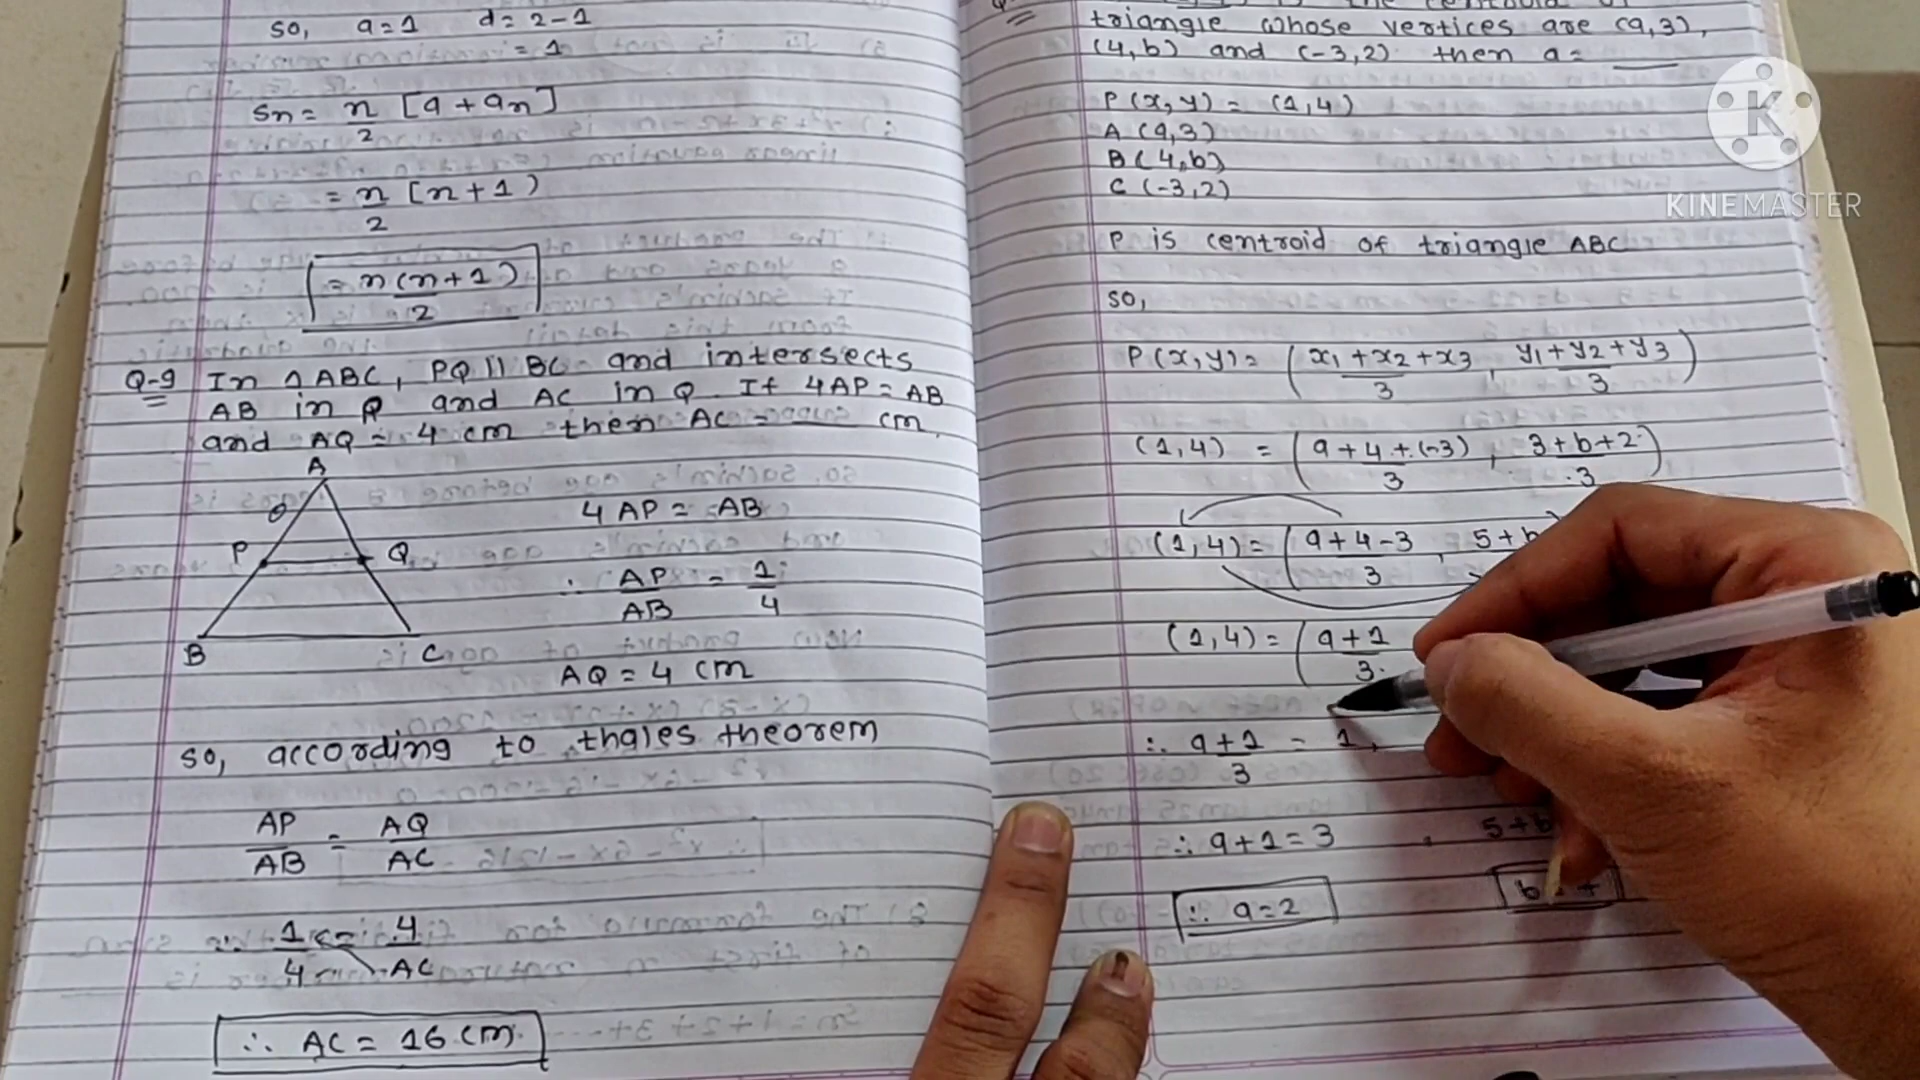 so, a=1 d=2-1
=1
Sn = n/2 [a+an]
= n/2 [n+1)
= n(n+1)/2
Q-9 In △ABC, PQ || BC and intersects
AB in P and AC in Q. If 4AP = AB
and AQ = 4 cm then AC = ___ cm.
A
P Q
B C
4 AP = AB
∴ AP/AB = 1/4
AQ = 4 cm
so, according to thales theorem
AP/AB = AQ/AC
1/4 = 4/AC
∴ AC = 16 cm.
triangle whose vertices are (a,3),
(4,b) and (-3,2) then a= ___
P(x,y) = (1,4)
A(a,3)
B(4,b)
C(-3,2)
P is centroid of triangle ABC
so,
P(x,y) = (x1+x2+x3/3, y1+y2+y3/3)
(1,4) = (a+4+(-3)/3, 3+b+2/3)
(1,4) = (a+4-3/3, 5+b
(1,4) = (a+1/3
∴ a+1/3 = 1,
∴ a+1=3 , 5+b
∴ a=2
K
KINEMASTER